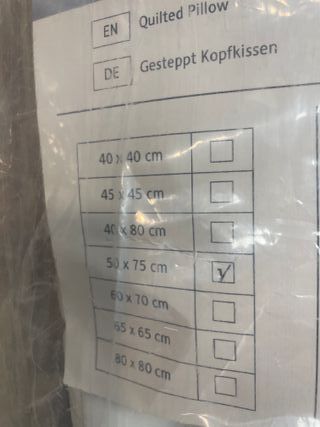 EN Quilted Pillow
DE Gesteppt Kopfkissen
40 x 40 cm
45 x 45 cm
40 x 80 cm
50 x 75 cm √
60 x 70 cm
65 x 65 cm
80 x 80 cm